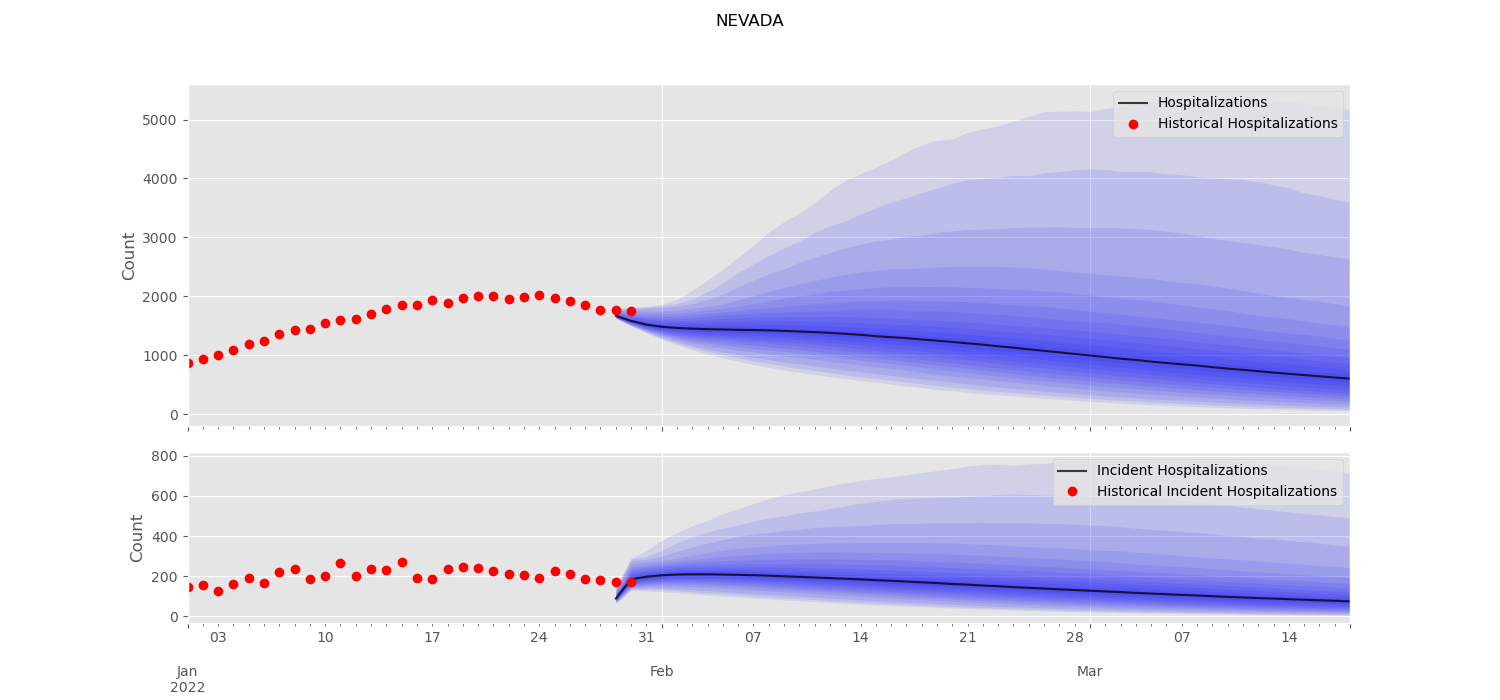 NEVADA
Hospitalizations
Historical Hospitalizations
5000
4000
3000
2000
1000
0
Count
Incident Hospitalizations
Historical Incident Hospitalizations
800
600
400
200
0
Count
03 10 17 24 31 07 14 21 28 07 14
Jan Feb Mar
2022